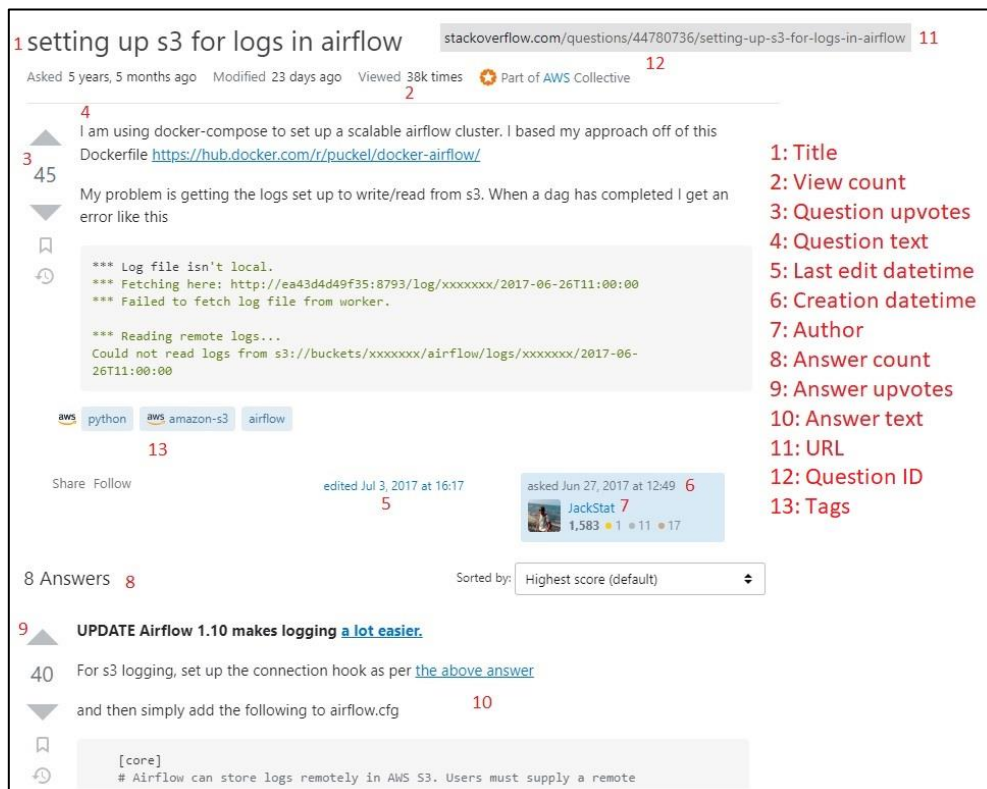 1 setting up s3 for logs in airflow
stackoverflow.com/questions/44780736/setting-up-s3-for-logs-in-airflow 11
12
Asked 5 years, 5 months ago Modified 23 days ago Viewed 38k times Part of AWS Collective
2
4
I am using docker-compose to set up a scalable airflow cluster. I based my approach off of this
Dockerfile https://hub.docker.com/r/puckel/docker-airflow/
3
45
My problem is getting the logs set up to write/read from s3. When a dag has completed I get an
error like this
*** Log file isn't local.
*** Fetching here: http://ea43d4d49f35:8793/log/xxxxxxx/2017-06-26T11:00:00
*** Failed to fetch log file from worker.
*** Reading remote logs...
Could not read logs from s3://buckets/xxxxxxx/airflow/logs/xxxxxxx/2017-06-
26T11:00:00
aws python aws amazon-s3 airflow
13
Share Follow
edited Jul 3, 2017 at 16:17
5
asked Jun 27, 2017 at 12:49 6
JackStat 7
1,583 1 11 17
1: Title
2: View count
3: Question upvotes
4: Question text
5: Last edit datetime
6: Creation datetime
7: Author
8: Answer count
9: Answer upvotes
10: Answer text
11: URL
12: Question ID
13: Tags
8 Answers 8
Sorted by: Highest score (default)
9
UPDATE Airflow 1.10 makes logging a lot easier.
40
For s3 logging, set up the connection hook as per the above answer
and then simply add the following to airflow.cfg
10
[core]
# Airflow can store logs remotely in AWS S3. Users must supply a remote